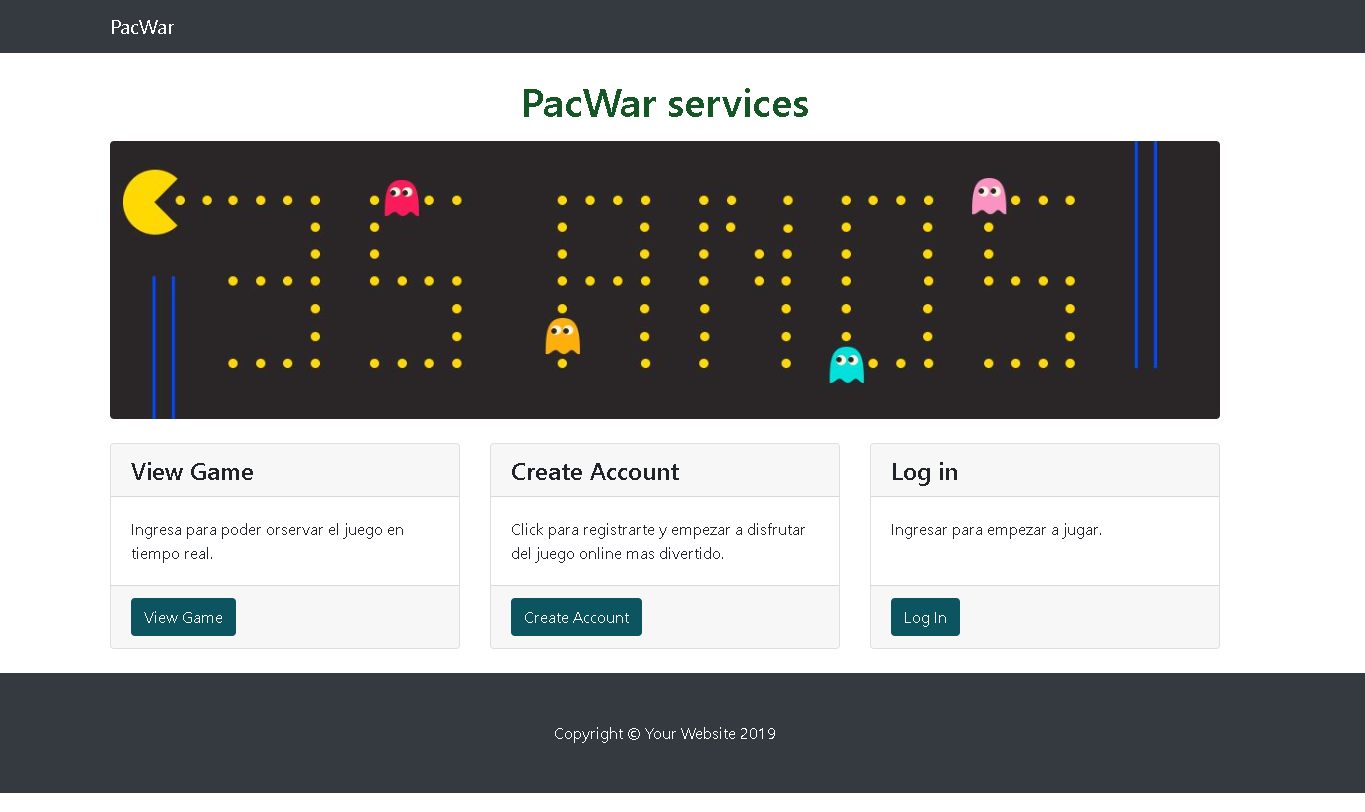 PacWar
PacWar services
35 AÑOS
View Game
Ingresa para poder orservar el juego en
tiempo real.
View Game
Create Account
Click para registrarte y empezar a disfrutar
del juego online mas divertido.
Create Account
Log in
Ingresar para empezar a jugar.
Log In
Copyright © Your Website 2019